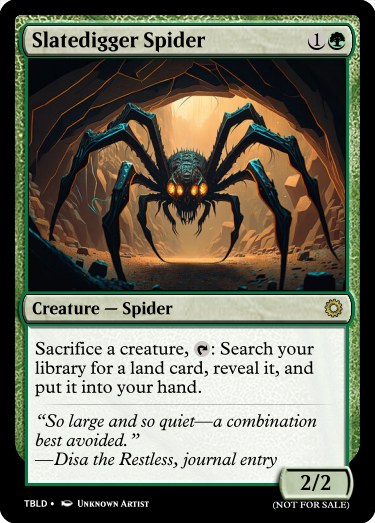 Slatedigger Spider 1
Creature — Spider
Sacrifice a creature, : Search your
library for a land card, reveal it, and
put it into your hand.
“So large and so quiet—a combination
best avoided.”
—Disa the Restless, journal entry
2/2
TBLD • Unknown Artist
(NOT FOR SALE)